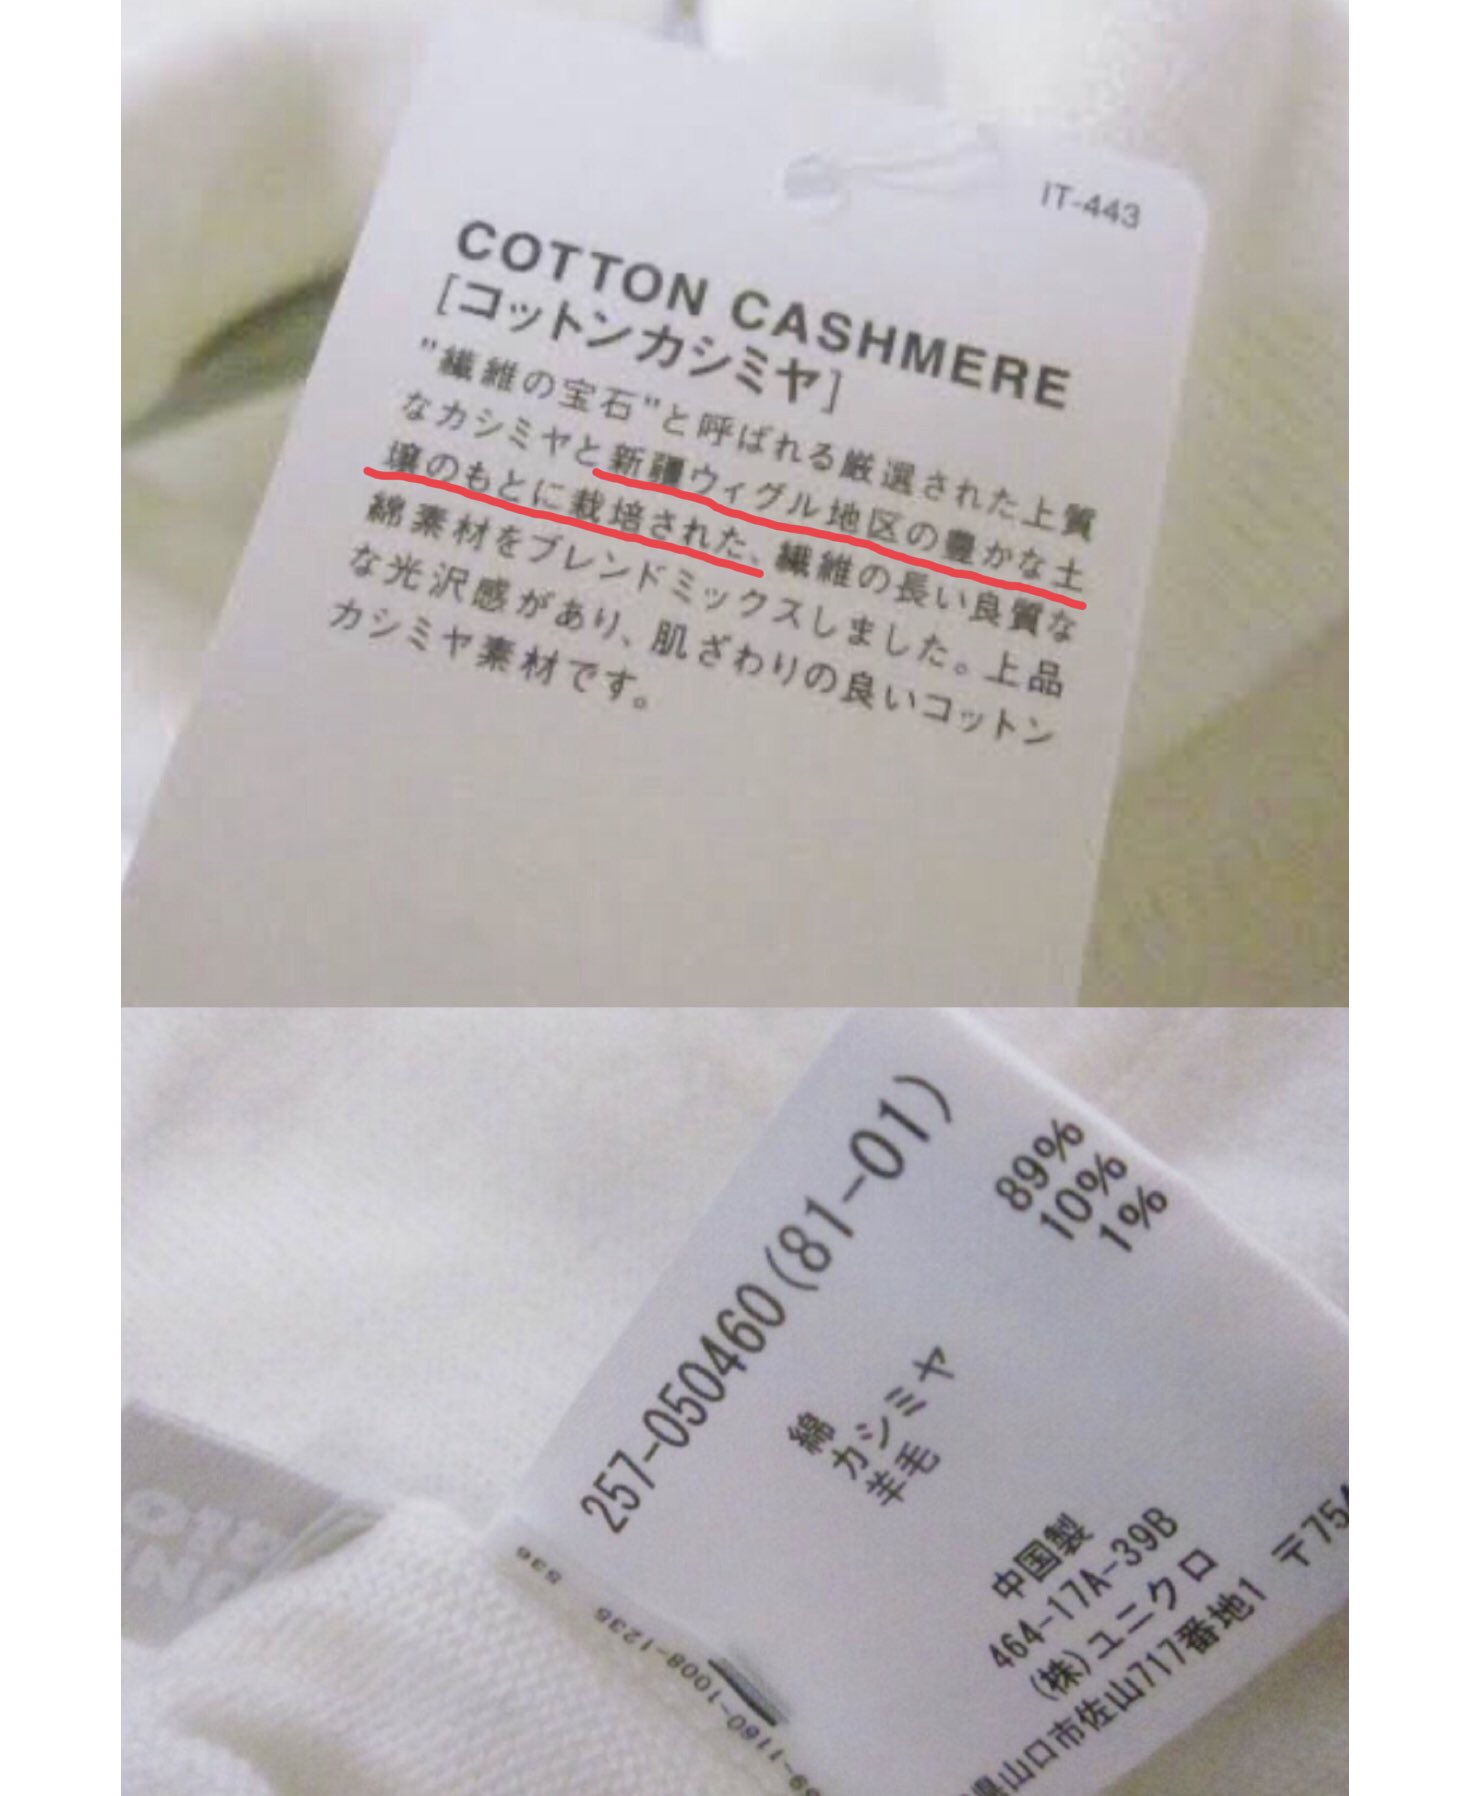 IT-443
COTTON CASHMERE
[コットンカシミヤ]
"繊維の宝石"と呼ばれる厳選された上質
なカシミヤと新疆ウィグル地区の豊かな土
壌のもとに栽培された、繊維の長い良質な
綿素材をブレンドミックスしました。上品
な光沢感があり、肌ざわりの良いコットン
カシミヤ素材です。
257-050460(81-01)
綿 89%
カシミヤ 10%
羊毛 1%
中国製
464-17A-39B
(株)ユニクロ
〒754
県山口市佐山717番地1